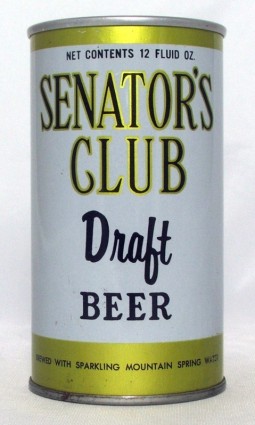 NET CONTENTS 12 FLUID OZ.
SENATOR'S
CLUB
Draft
BEER
BREWED WITH SPARKLING MOUNTAIN SPRING WATER